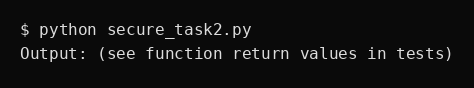 $ python secure_task2.py
Output: (see function return values in tests)